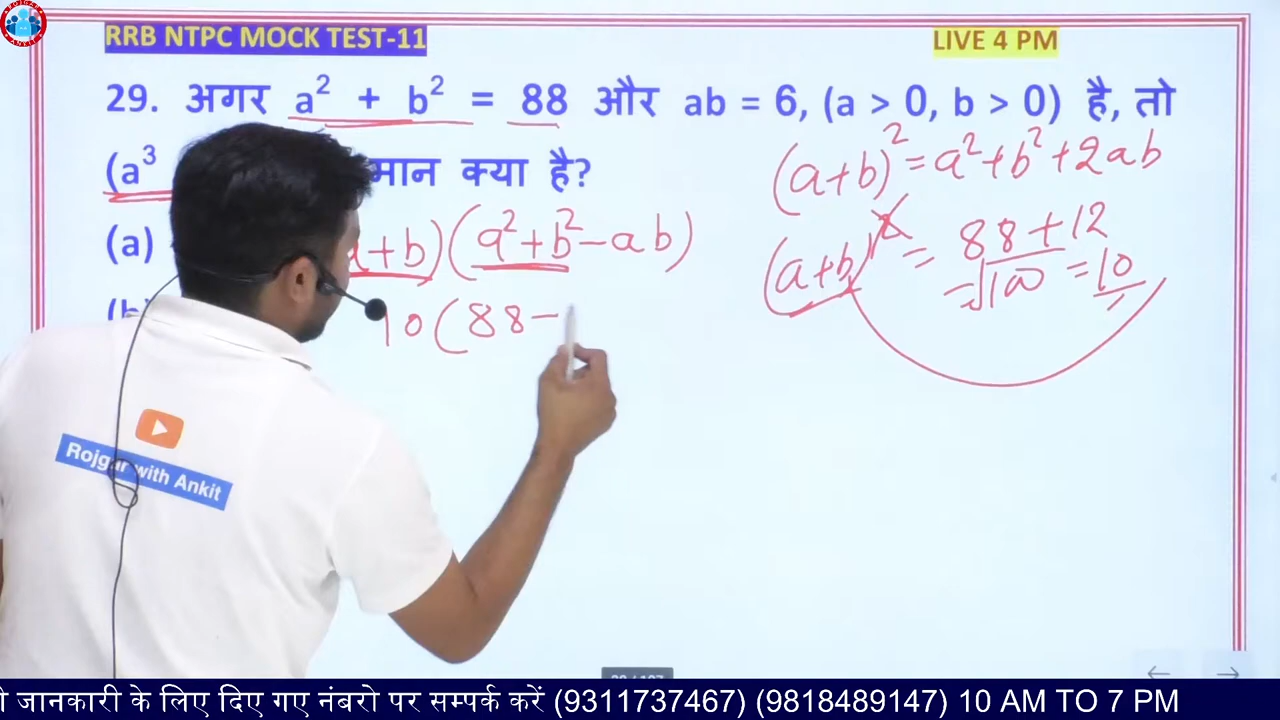 RRB NTPC MOCK TEST-11
LIVE 4 PM
29. अगर a² + b² = 88 और ab = 6, (a > 0, b > 0) है, तो
(a³ मान क्या है?
(a)
(a+b)² = a²+b²+2ab
a+b)(a²+b²-ab)
(a+b)² = 88+12
= √100 = 10
10(88-
Rojgar with Ankit
जानकारी के लिए दिए गए नंबरो पर सम्पर्क करें (9311737467) (9818489147) 10 AM TO 7 PM